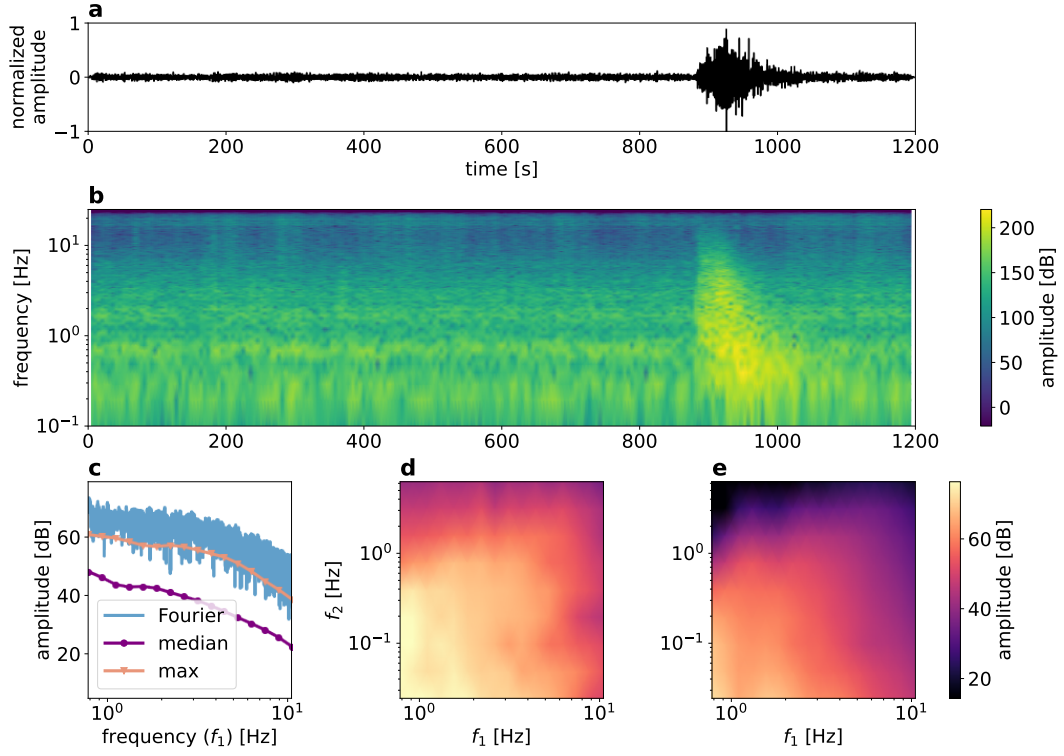 a
normalized
amplitude
1
0
−1
0 200 400 600 800 1000 1200
time [s]
b
frequency [Hz]
10¹
10⁰
10⁻¹
0 200 400 600 800 1000 1200
200
150
100
50
0
amplitude [dB]
c
amplitude [dB]
60
40
20
Fourier
median
max
10⁰ 10¹
frequency (f₁) [Hz]
d
f₂ [Hz]
10⁰
10⁻¹
10⁰ 10¹
f₁ [Hz]
e
10⁰
10⁻¹
10⁰ 10¹
f₁ [Hz]
60
40
20
amplitude [dB]